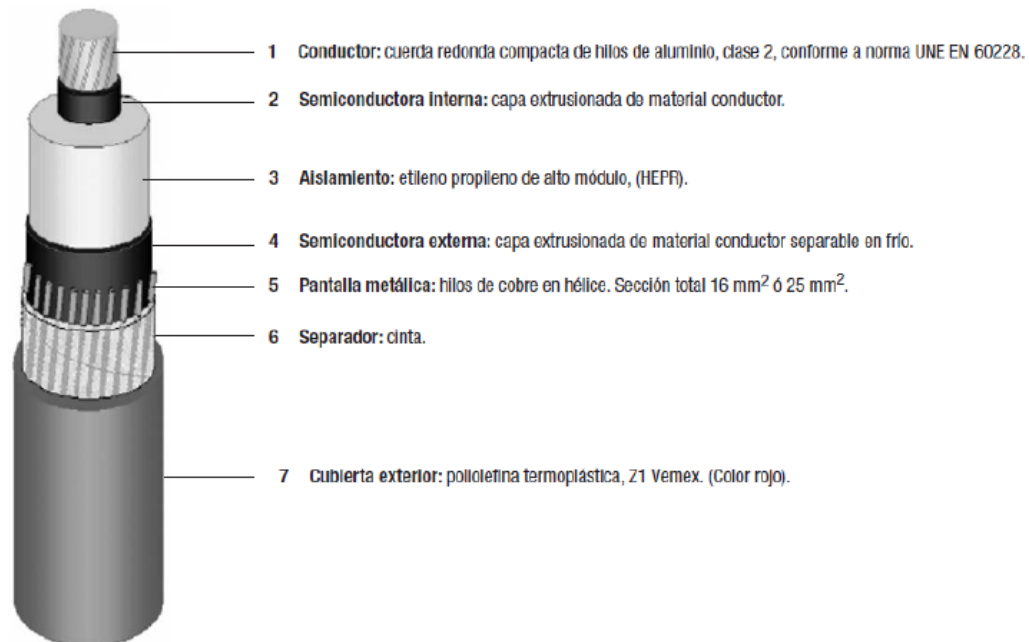 1 Conductor: cuerda redonda compacta de hilos de aluminio, clase 2, conforme a norma UNE EN 60228.
2 Semiconductora interna: capa extrusionada de material conductor.
3 Aislamiento: etileno propileno de alto módulo, (HEPR).
4 Semiconductora externa: capa extrusionada de material conductor separable en frío.
5 Pantalla metálica: hilos de cobre en hélice. Sección total 16 mm² ó 25 mm².
6 Separador: cinta.
7 Cubierta exterior: poliolefina termoplástica, Z1 Vemex. (Color rojo).